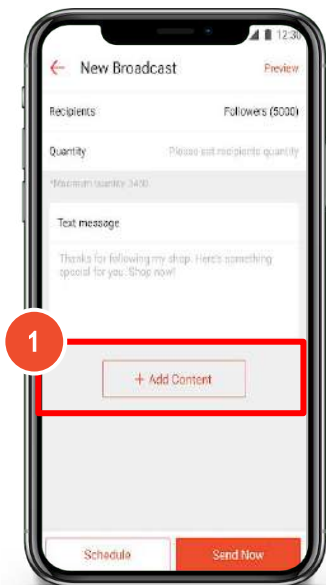 12:30
New Broadcast Preview
Recipients Followers (5000)
Quantity Please set recipients quantity
*Maximum quantity 3450
Text message
Thanks for following my shop. Here's something
special for you. Shop now!
1
+ Add Content
Schedule Send Now